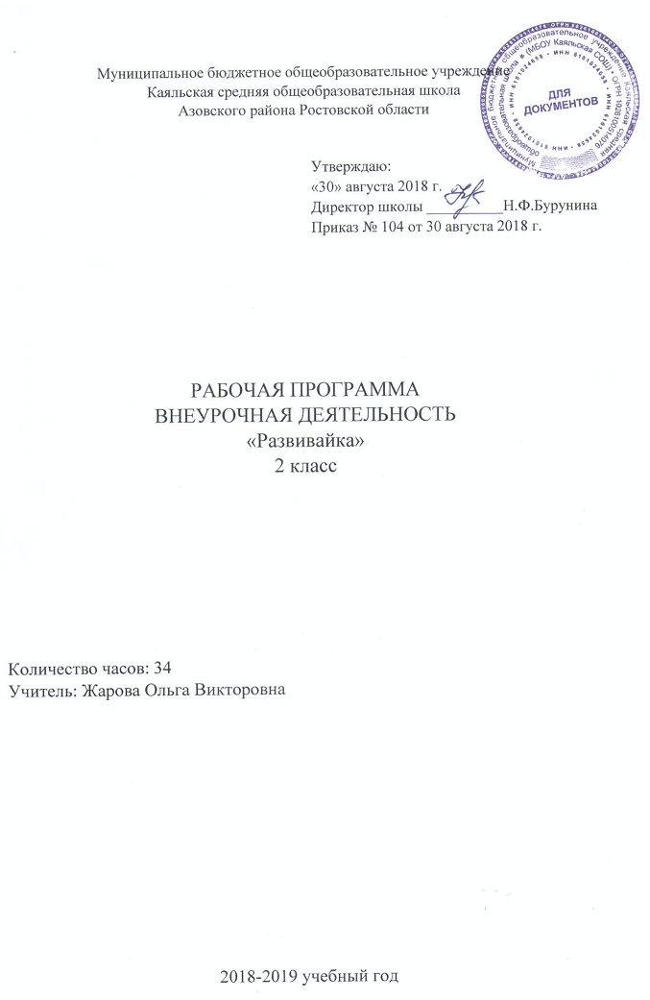 Муниципальное бюджетное общеобразовательное учреждение
Каяльская средняя общеобразовательная школа
Азовского района Ростовской области
ДЛЯ
ДОКУМЕНТОВ
Утверждаю:
«30» августа 2018 г.
Директор школы ___________Н.Ф.Бурунина
Приказ № 104 от 30 августа 2018 г.
РАБОЧАЯ ПРОГРАММА
ВНЕУРОЧНАЯ ДЕЯТЕЛЬНОСТЬ
«Развивайка»
2 класс
Количество часов: 34
Учитель: Жарова Ольга Викторовна
2018-2019 учебный год